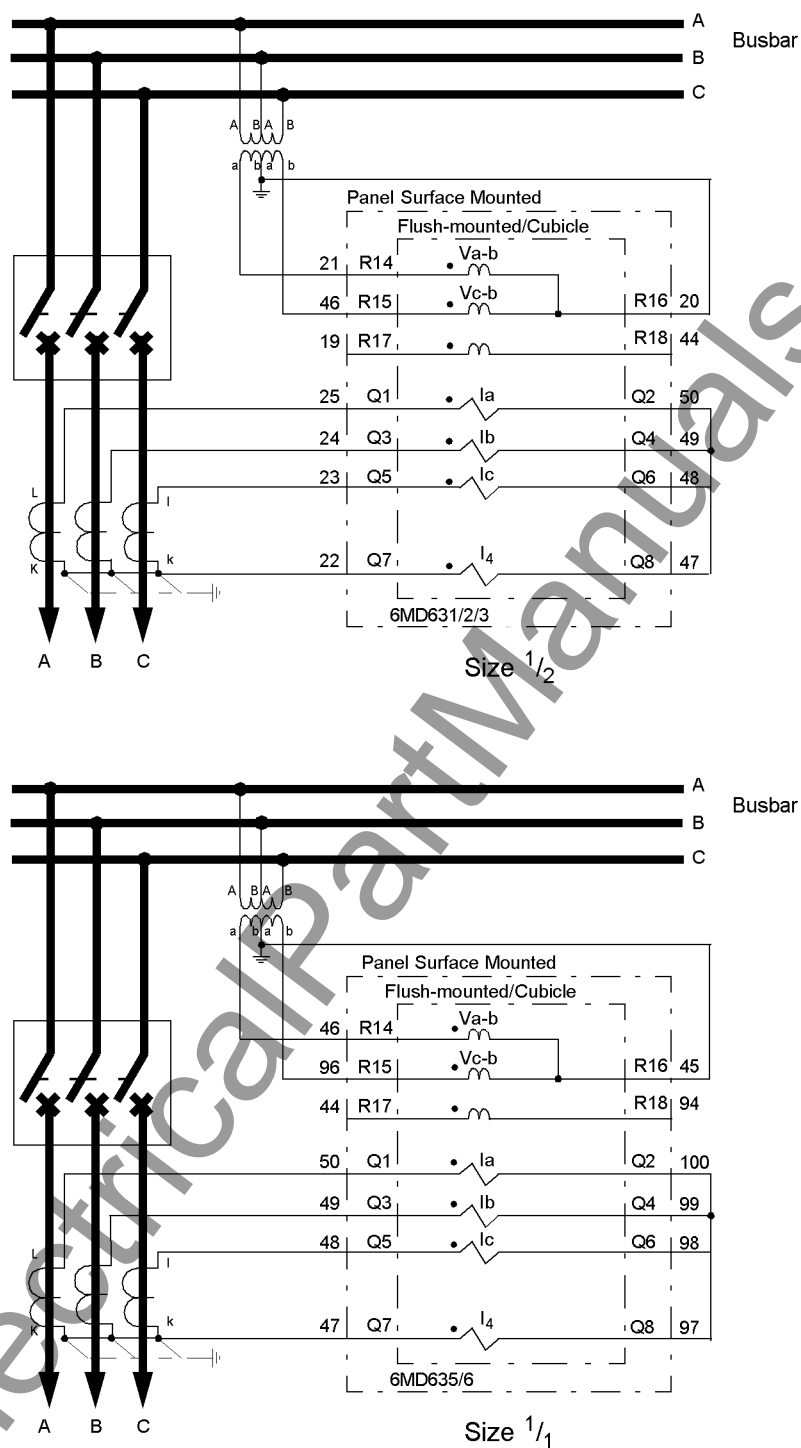 A
Busbar
B
C
A B A B
a b a b
Panel Surface Mounted
Flush-mounted/Cubicle
Va-b
21 R14
Vc-b
46 R15 R16 20
19 R17 R18 44
25 Q1 Ia Q2 50
24 Q3 Ib Q4 49
23 Q5 Ic Q6 48
L l
K k
22 Q7 I4 Q8 47
6MD631/2/3
A B C
Size 1/2
A
Busbar
B
C
A B A B
a b a b
Panel Surface Mounted
Flush-mounted/Cubicle
Va-b
46 R14
Vc-b
96 R15 R16 45
44 R17 R18 94
50 Q1 Ia Q2 100
49 Q3 Ib Q4 99
48 Q5 Ic Q6 98
L l
K k
47 Q7 I4 Q8 97
6MD635/6
A B C
Size 1/1
ectricalPartManuals